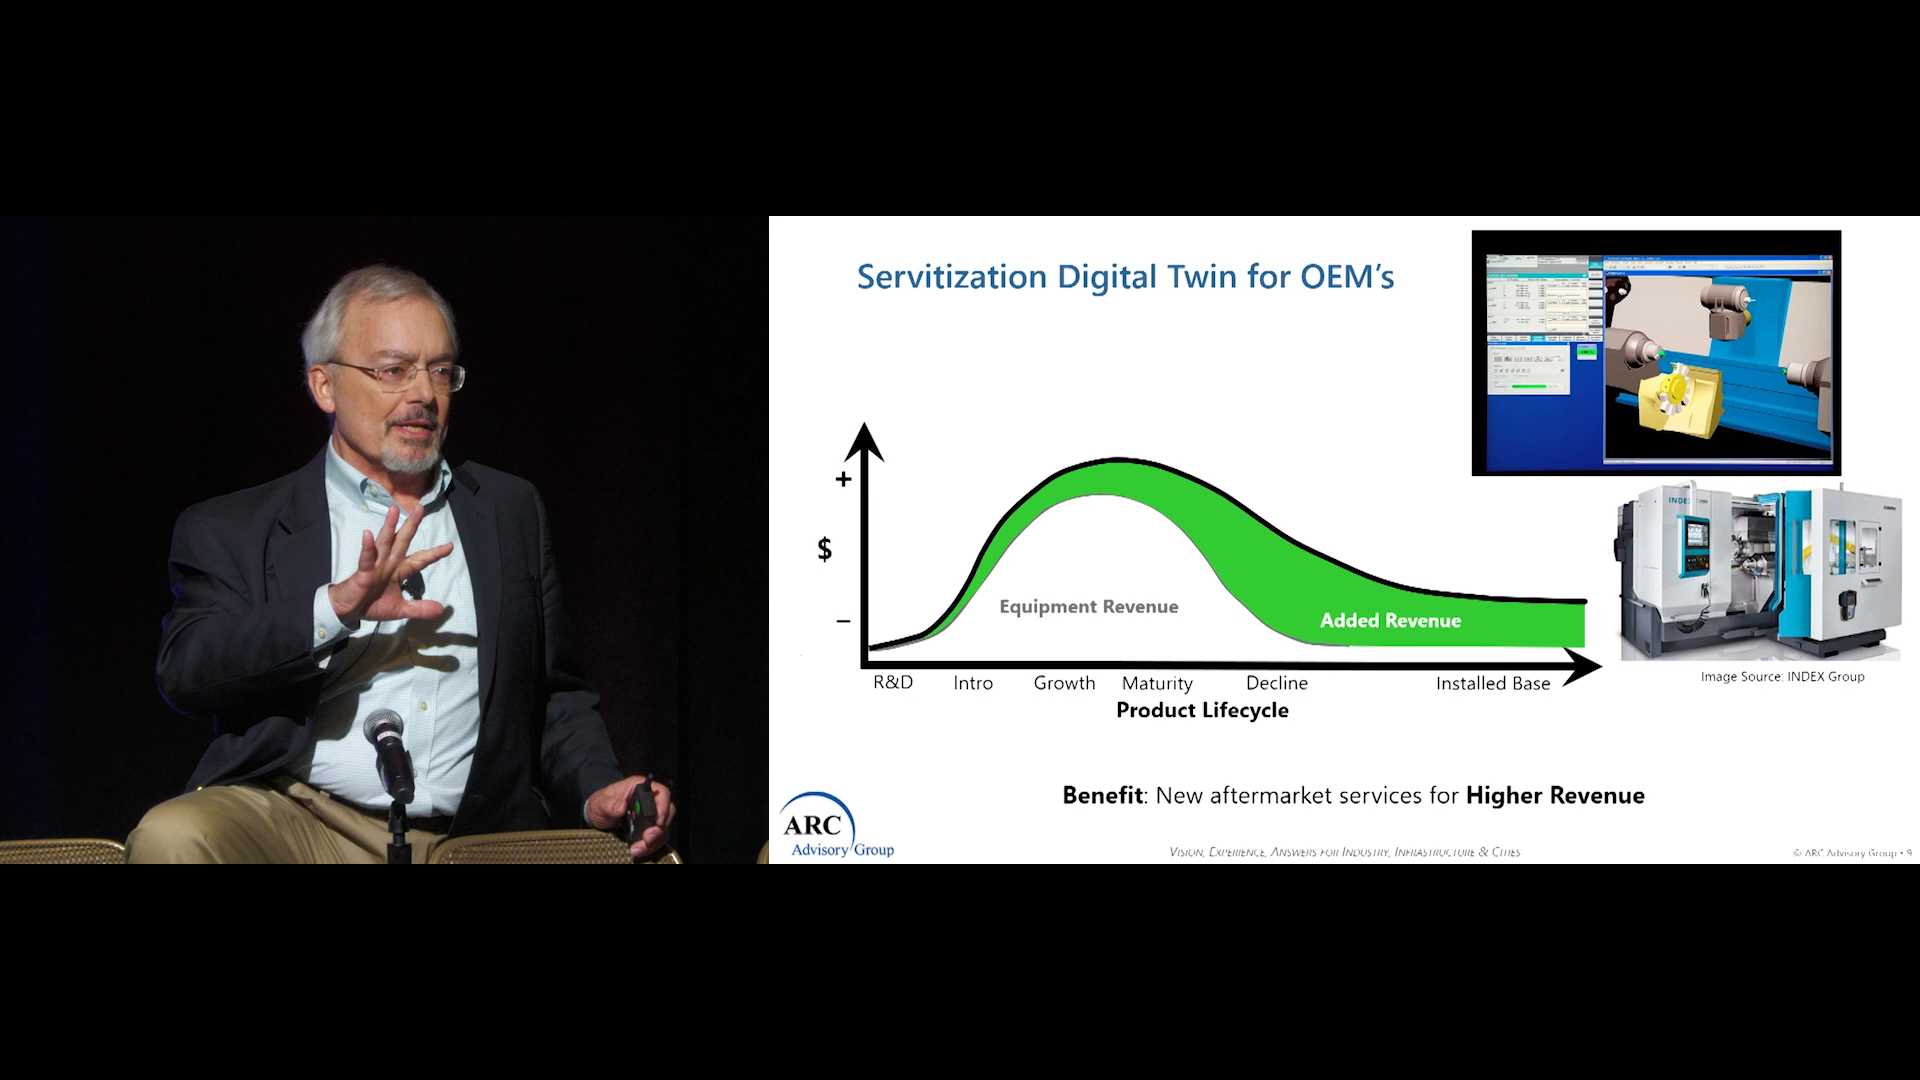 Servitization Digital Twin for OEM’s
+
$
–
Equipment Revenue
Added Revenue
R&D Intro Growth Maturity Decline Installed Base
Product Lifecycle
INDEX
Image Source: INDEX Group
Benefit: New aftermarket services for Higher Revenue
ARC
Advisory Group
VISION, EXPERIENCE, ANSWERS FOR INDUSTRY, INFRASTRUCTURE & CITIES
© ARC Advisory Group • 9